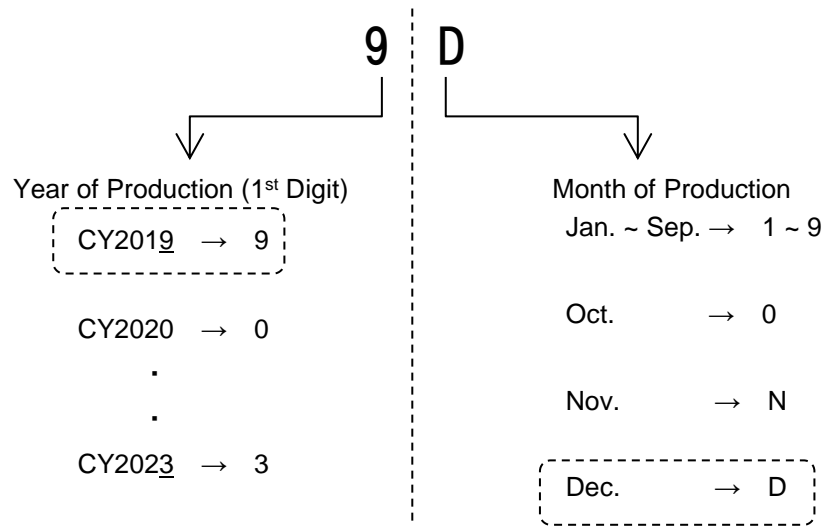 9 D
Year of Production (1st Digit)
CY2019 → 9
CY2020 → 0
.
.
CY2023 → 3
Month of Production
Jan. ~ Sep. → 1 ~ 9
Oct. → 0
Nov. → N
Dec. → D